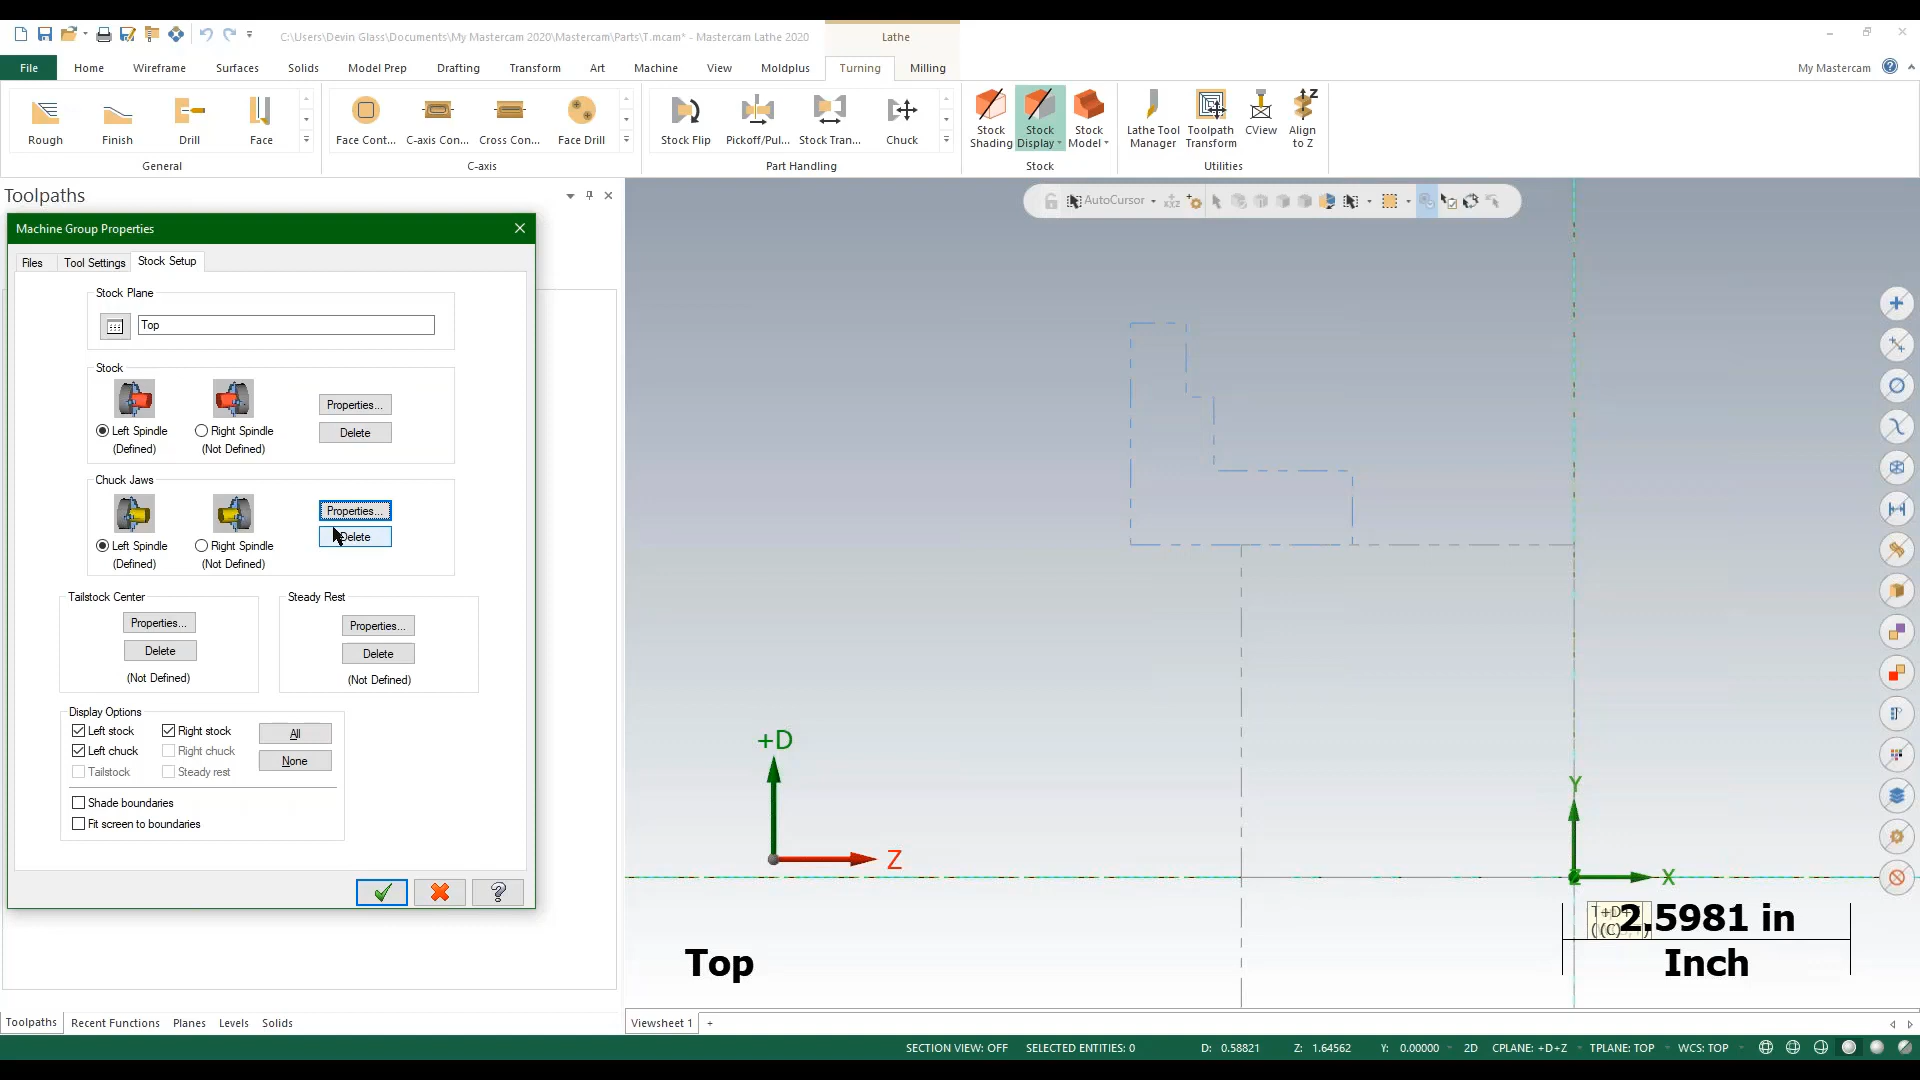 C:\Users\Devin Glass\Documents\My Mastercam 2020\Mastercam\Parts\T.mcam* - Mastercam Lathe 2020
Lathe
File
Home
Wireframe
Surfaces
Solids
Model Prep
Drafting
Transform
Art
Machine
View
Moldplus
Turning
Milling
My Mastercam
Rough
Finish
Drill
Face
General
Face Cont...
C-axis Con...
Cross Con...
Face Drill
C-axis
Stock Flip
Pickoff/Pul...
Stock Tran...
Chuck
Part Handling
Stock
Shading
Stock
Display
Stock
Model
Stock
Lathe Tool
Manager
Toolpath
Transform
CView
Align
to Z
Utilities
Toolpaths
Machine Group Properties
Files
Tool Settings
Stock Setup
Stock Plane
Top
Stock
Left Spindle
(Defined)
Right Spindle
(Not Defined)
Properties...
Delete
Chuck Jaws
Left Spindle
(Defined)
Right Spindle
(Not Defined)
Properties...
Delete
Tailstock Center
Properties...
Delete
(Not Defined)
Steady Rest
Properties...
Delete
(Not Defined)
Display Options
Left stock
Right stock
All
Left chuck
Right chuck
None
Tailstock
Steady rest
Shade boundaries
Fit screen to boundaries
AutoCursor
+D
Z
Y
X
Z
2.5981 in
Inch
Top
Toolpaths
Recent Functions
Planes
Levels
Solids
Viewsheet 1
+
SECTION VIEW: OFF
SELECTED ENTITIES: 0
D: 0.58821
Z: 1.64562
Y: 0.00000
2D
CPLANE: +D+Z
TPLANE: TOP
WCS: TOP